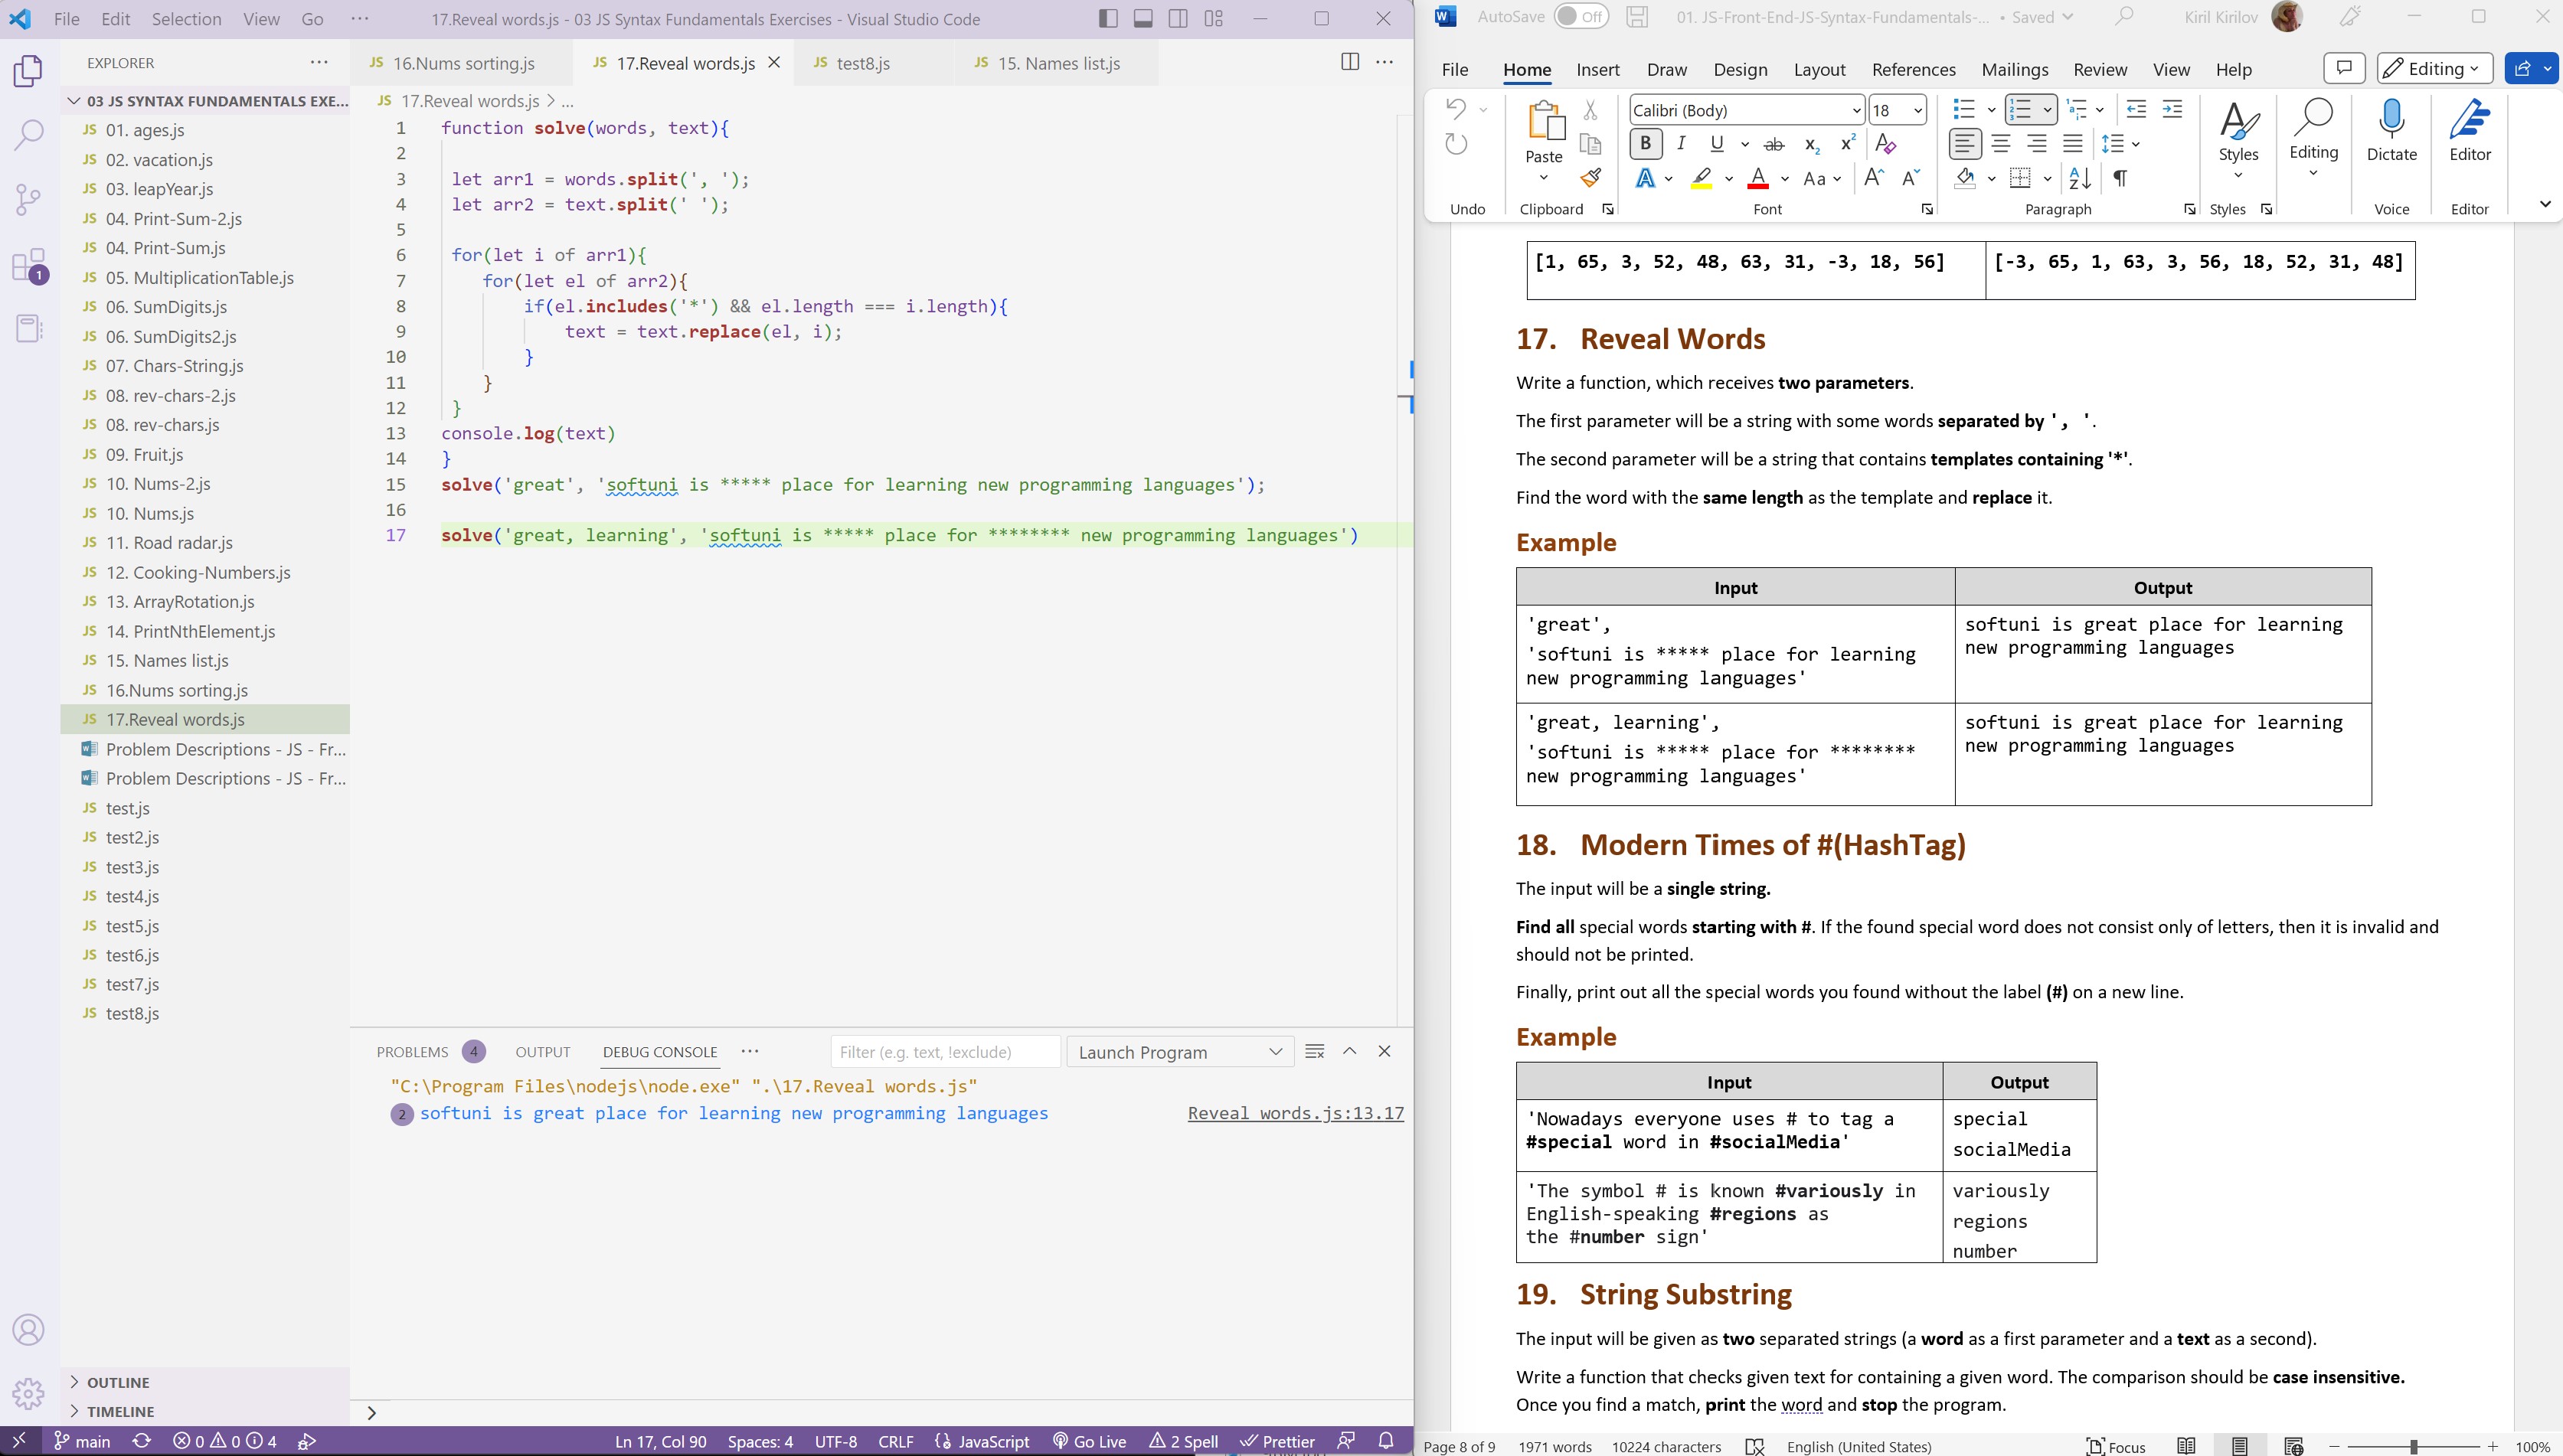 File Edit Selection View Go ··· 17.Reveal words.js - 03 JS Syntax Fundamentals Exercises - Visual Studio Code
EXPLORER ···
JS 16.Nums sorting.js JS 17.Reveal words.js JS test8.js JS 15. Names list.js
JS 17.Reveal words.js > ...
03 JS SYNTAX FUNDAMENTALS EXE...
JS 01. ages.js
JS 02. vacation.js
JS 03. leapYear.js
JS 04. Print-Sum-2.js
JS 04. Print-Sum.js
JS 05. MultiplicationTable.js
JS 06. SumDigits.js
JS 06. SumDigits2.js
JS 07. Chars-String.js
JS 08. rev-chars-2.js
JS 08. rev-chars.js
JS 09. Fruit.js
JS 10. Nums-2.js
JS 10. Nums.js
JS 11. Road radar.js
JS 12. Cooking-Numbers.js
JS 13. ArrayRotation.js
JS 14. PrintNthElement.js
JS 15. Names list.js
JS 16.Nums sorting.js
JS 17.Reveal words.js
Problem Descriptions - JS - Fr...
Problem Descriptions - JS - Fr...
JS test.js
JS test2.js
JS test3.js
JS test4.js
JS test5.js
JS test6.js
JS test7.js
JS test8.js
OUTLINE
TIMELINE
1
1 function solve(words, text){
2
3 let arr1 = words.split(', ');
4 let arr2 = text.split(' ');
5
6 for(let i of arr1){
7 for(let el of arr2){
8 if(el.includes('*') && el.length === i.length){
9 text = text.replace(el, i);
10 }
11 }
12 }
13 console.log(text)
14 }
15 solve('great', 'softuni is ***** place for learning new programming languages');
16
17 solve('great, learning', 'softuni is ***** place for ******** new programming languages')
PROBLEMS 4 OUTPUT DEBUG CONSOLE ··· Filter (e.g. text, !exclude) Launch Program
"C:\Program Files\nodejs\node.exe" ".\17.Reveal words.js"
2 softuni is great place for learning new programming languages Reveal words.js:13.17
>
main 0 0 4 Ln 17, Col 90 Spaces: 4 UTF-8 CRLF {} JavaScript Go Live 2 Spell Prettier
W AutoSave Off 01. JS-Front-End-JS-Syntax-Fundamentals-... • Saved Kiril Kirilov
File Home Insert Draw Design Layout References Mailings Review View Help Editing
Calibri (Body) 18
Paste Styles Editing Dictate Editor
B I U ab x2 x2 A
A A Aa A A
Undo Clipboard Font Paragraph Styles Voice Editor
[1, 65, 3, 52, 48, 63, 31, -3, 18, 56] [-3, 65, 1, 63, 3, 56, 18, 52, 31, 48]
17. Reveal Words
Write a function, which receives two parameters.
The first parameter will be a string with some words separated by ', '.
The second parameter will be a string that contains templates containing '*'.
Find the word with the same length as the template and replace it.
Example
Input Output
'great',
'softuni is ***** place for learning
new programming languages'
softuni is great place for learning
new programming languages
'great, learning',
'softuni is ***** place for ********
new programming languages'
softuni is great place for learning
new programming languages
18. Modern Times of #(HashTag)
The input will be a single string.
Find all special words starting with #. If the found special word does not consist only of letters, then it is invalid and
should not be printed.
Finally, print out all the special words you found without the label (#) on a new line.
Example
Input Output
'Nowadays everyone uses # to tag a
#special word in #socialMedia'
special
socialMedia
'The symbol # is known #variously in
English-speaking #regions as
the #number sign'
variously
regions
number
19. String Substring
The input will be given as two separated strings (a word as a first parameter and a text as a second).
Write a function that checks given text for containing a given word. The comparison should be case insensitive.
Once you find a match, print the word and stop the program.
Page 8 of 9 1971 words 10224 characters English (United States) Focus 100%